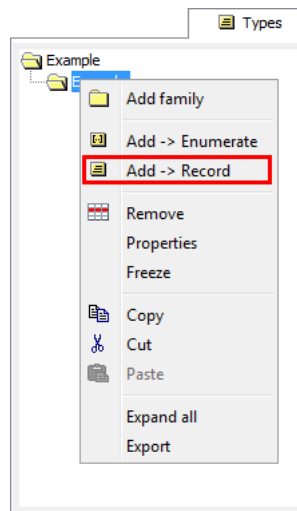 Types
Example
Add family
Add -> Enumerate
Add -> Record
Remove
Properties
Freeze
Copy
Cut
Paste
Expand all
Export